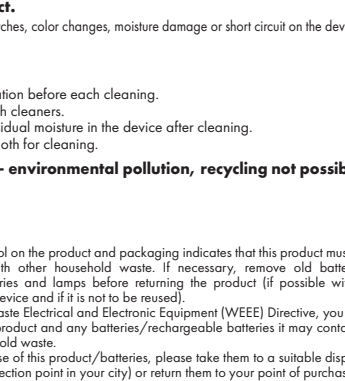 ct.
ches, color changes, moisture damage or short circuit on the dev
tion before each cleaning.
h cleaners.
idual moisture in the device after cleaning.
oth for cleaning.
- environmental pollution, recycling not possib
ol on the product and packaging indicates that this product mus
th other household waste. If necessary, remove old batte
ries and lamps before returning the product (if possible wi
evice and if it is not to be reused).
aste Electrical and Electronic Equipment (WEEE) Directive, you
product and any batteries/rechargeable batteries it may conta
old waste.
se of this product/batteries, please take them to a suitable disp
ection point in your city) or return them to your point of purchas